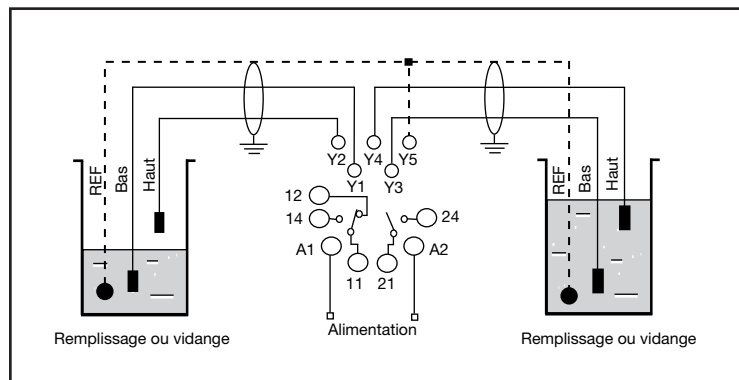 REF
Bas
Haut
Y2
Y4
Y5
Y1
Y3
REF
Bas
Haut
12
14
24
A1
A2
11
21
Alimentation
Remplissage ou vidange
Remplissage ou vidange